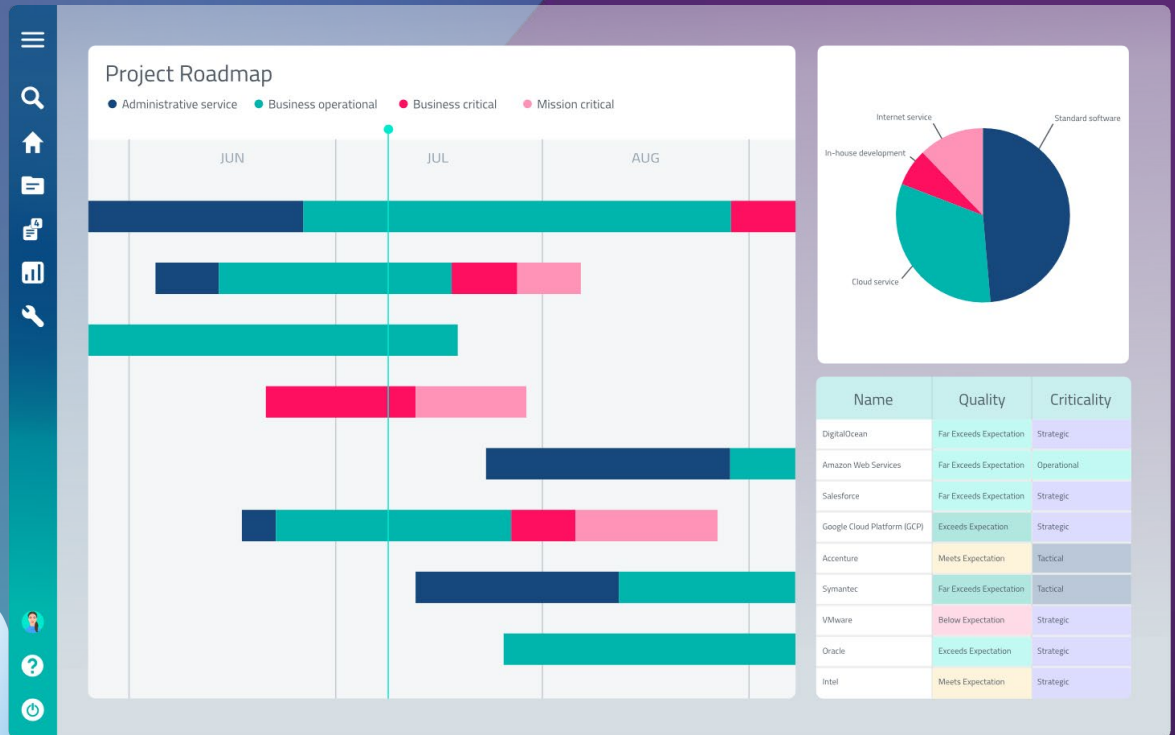 Project Roadmap
Administrative service Business operational Business critical Mission critical
JUN JUL AUG
4
Internet service
Standard software
In-house development
Cloud service
Name Quality Criticality
DigitalOcean Far Exceeds Expectation Strategic
Amazon Web Services Far Exceeds Expectation Operational
Salesforce Far Exceeds Expectation Strategic
Google Cloud Platform (GCP) Exceeds Expecation Strategic
Accenture Meets Expectation Tactical
Symantec Far Exceeds Expectation Tactical
VMware Below Expectation Strategic
Oracle Exceeds Expectation Strategic
Intel Meets Expectation Strategic
?